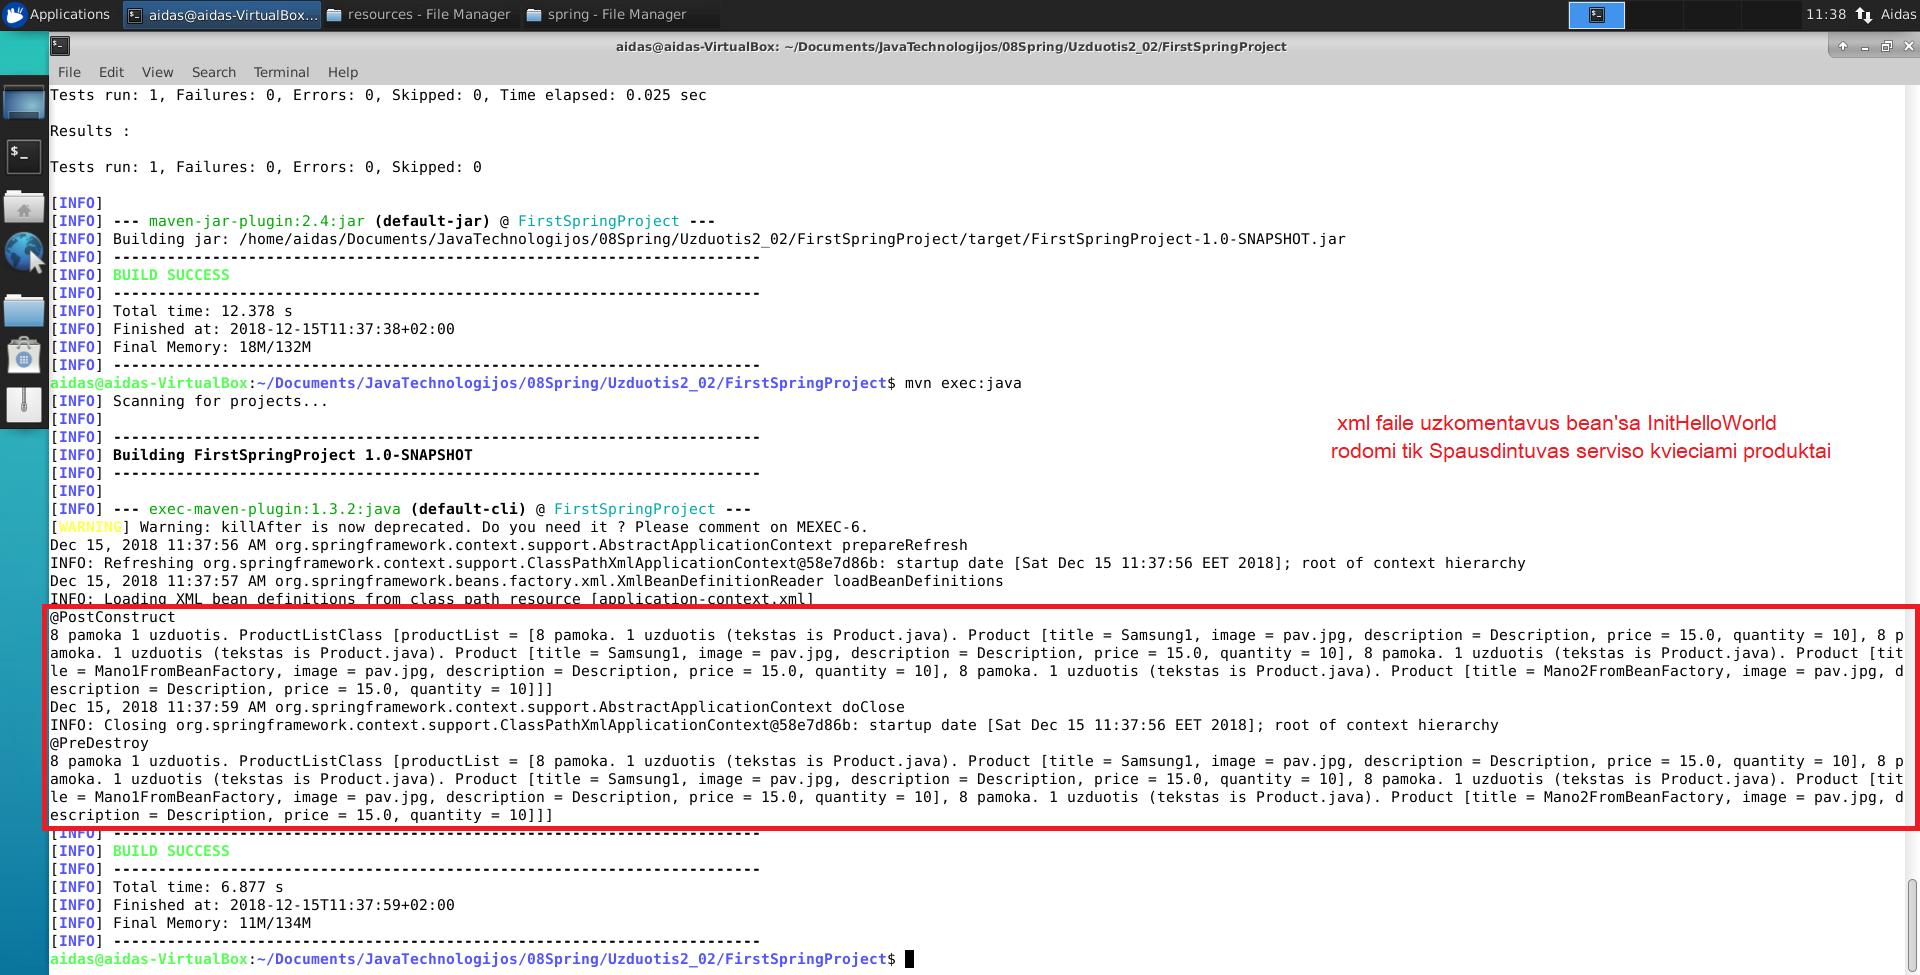 Applications
aidas@aidas-VirtualBox...
resources - File Manager
spring - File Manager
11:38
Aidas
aidas@aidas-VirtualBox: ~/Documents/JavaTechnologijos/08Spring/Uzduotis2_02/FirstSpringProject
File Edit View Search Terminal Help
Tests run: 1, Failures: 0, Errors: 0, Skipped: 0, Time elapsed: 0.025 sec
Results :
Tests run: 1, Failures: 0, Errors: 0, Skipped: 0
[INFO]
[INFO] --- maven-jar-plugin:2.4:jar (default-jar) @ FirstSpringProject ---
[INFO] Building jar: /home/aidas/Documents/JavaTechnologijos/08Spring/Uzduotis2_02/FirstSpringProject/target/FirstSpringProject-1.0-SNAPSHOT.jar
[INFO] ------------------------------------------------------------------------
[INFO] BUILD SUCCESS
[INFO] ------------------------------------------------------------------------
[INFO] Total time: 12.378 s
[INFO] Finished at: 2018-12-15T11:37:38+02:00
[INFO] Final Memory: 18M/132M
[INFO] ------------------------------------------------------------------------
aidas@aidas-VirtualBox:~/Documents/JavaTechnologijos/08Spring/Uzduotis2_02/FirstSpringProject$ mvn exec:java
[INFO] Scanning for projects...
[INFO]
[INFO] ------------------------------------------------------------------------
[INFO] Building FirstSpringProject 1.0-SNAPSHOT
[INFO] ------------------------------------------------------------------------
[INFO]
[INFO] --- exec-maven-plugin:1.3.2:java (default-cli) @ FirstSpringProject ---
[WARNING] Warning: killAfter is now deprecated. Do you need it ? Please comment on MEXEC-6.
Dec 15, 2018 11:37:56 AM org.springframework.context.support.AbstractApplicationContext prepareRefresh
INFO: Refreshing org.springframework.context.support.ClassPathXmlApplicationContext@58e7d86b: startup date [Sat Dec 15 11:37:56 EET 2018]; root of context hierarchy
Dec 15, 2018 11:37:57 AM org.springframework.beans.factory.xml.XmlBeanDefinitionReader loadBeanDefinitions
INFO: Loading XML bean definitions from class path resource [application-context.xml]
@PostConstruct
8 pamoka 1 uzduotis. ProductListClass [productList = [8 pamoka. 1 uzduotis (tekstas is Product.java). Product [title = Samsung1, image = pav.jpg, description = Description, price = 15.0, quantity = 10], 8 p
amoka. 1 uzduotis (tekstas is Product.java). Product [title = Samsung1, image = pav.jpg, description = Description, price = 15.0, quantity = 10], 8 pamoka. 1 uzduotis (tekstas is Product.java). Product [tit
le = Mano1FromBeanFactory, image = pav.jpg, description = Description, price = 15.0, quantity = 10], 8 pamoka. 1 uzduotis (tekstas is Product.java). Product [title = Mano2FromBeanFactory, image = pav.jpg, d
escription = Description, price = 15.0, quantity = 10]]]
Dec 15, 2018 11:37:59 AM org.springframework.context.support.AbstractApplicationContext doClose
INFO: Closing org.springframework.context.support.ClassPathXmlApplicationContext@58e7d86b: startup date [Sat Dec 15 11:37:56 EET 2018]; root of context hierarchy
@PreDestroy
8 pamoka 1 uzduotis. ProductListClass [productList = [8 pamoka. 1 uzduotis (tekstas is Product.java). Product [title = Samsung1, image = pav.jpg, description = Description, price = 15.0, quantity = 10], 8 p
amoka. 1 uzduotis (tekstas is Product.java). Product [title = Samsung1, image = pav.jpg, description = Description, price = 15.0, quantity = 10], 8 pamoka. 1 uzduotis (tekstas is Product.java). Product [tit
le = Mano1FromBeanFactory, image = pav.jpg, description = Description, price = 15.0, quantity = 10], 8 pamoka. 1 uzduotis (tekstas is Product.java). Product [title = Mano2FromBeanFactory, image = pav.jpg, d
escription = Description, price = 15.0, quantity = 10]]]
[INFO] ------------------------------------------------------------------------
[INFO] BUILD SUCCESS
[INFO] ------------------------------------------------------------------------
[INFO] Total time: 6.877 s
[INFO] Finished at: 2018-12-15T11:37:59+02:00
[INFO] Final Memory: 11M/134M
[INFO] ------------------------------------------------------------------------
aidas@aidas-VirtualBox:~/Documents/JavaTechnologijos/08Spring/Uzduotis2_02/FirstSpringProject$
xml faile uzkomentavus bean'sa InitHelloWorld
rodomi tik Spausdintuvas serviso kvieciami produktai